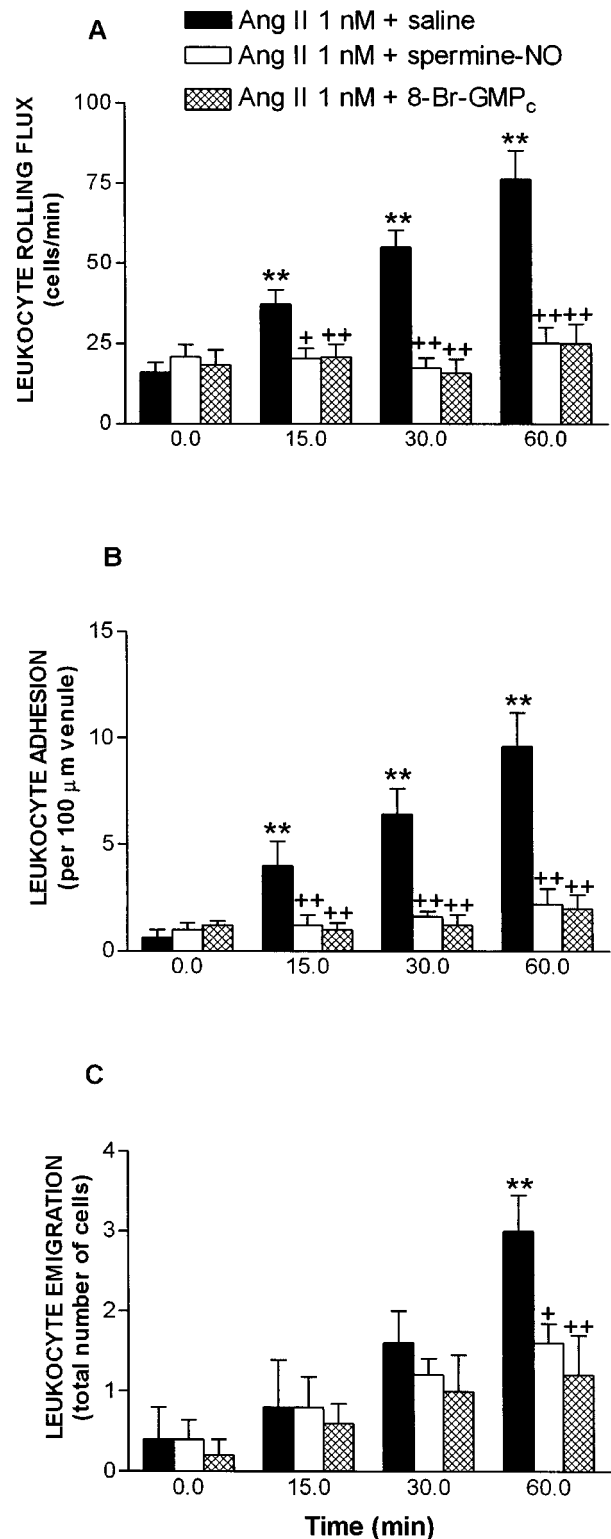 A
Ang II 1 nM + saline
Ang II 1 nM + spermine-NO
Ang II 1 nM + 8-Br-GMPc
LEUKOCYTE ROLLING FLUX
(cells/min)
100
75
50
25
0
**
**
**
+ ++
++ ++
++ ++
0.0 15.0 30.0 60.0
B
LEUKOCYTE ADHESION
(per 100 μm venule)
15
10
5
0
**
**
**
++ ++
++ ++
++ ++
0.0 15.0 30.0 60.0
C
LEUKOCYTE EMIGRATION
(total number of cells)
4
3
2
1
0
**
+ ++
0.0 15.0 30.0 60.0
Time (min)